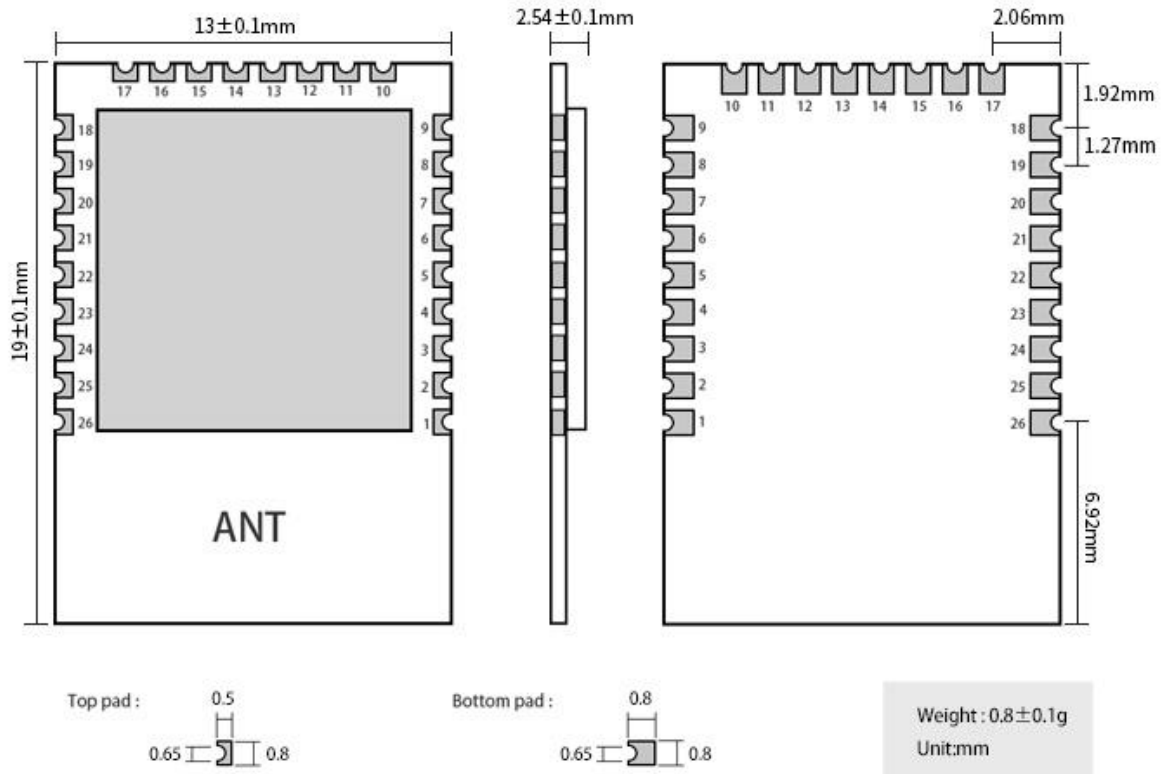 13±0.1mm
2.54±0.1mm
2.06mm
17 16 15 14 13 12 11 10
10 11 12 13 14 15 16 17
1.92mm
18 9
9 18
1.27mm
19 8
8 19
20 7
7 20
21 6
6 21
22 5
5 22
19±0.1mm
23 4
4 23
24 3
3 24
25 2
2 25
26 1
1 26
ANT
6.92mm
Top pad :
0.5
0.65
0.8
Bottom pad :
0.8
0.65
0.8
Weight : 0.8±0.1g
Unit:mm